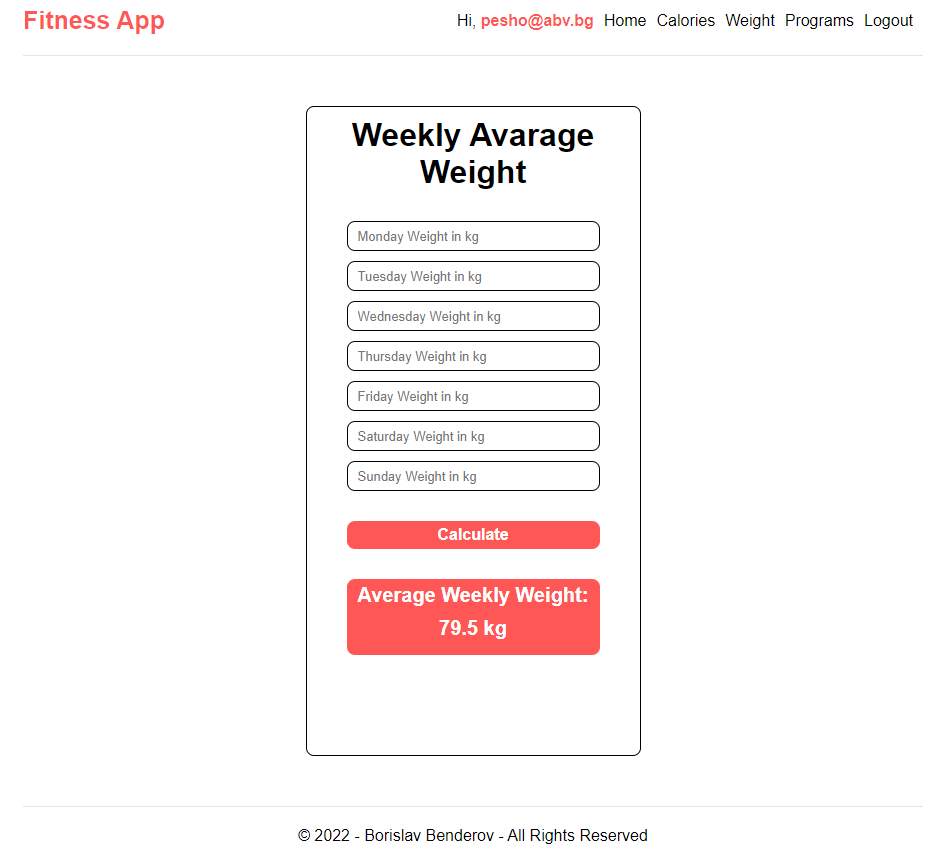 Fitness App
Hi, pesho@abv.bg Home Calories Weight Programs Logout
Weekly Avarage
Weight
Monday Weight in kg
Tuesday Weight in kg
Wednesday Weight in kg
Thursday Weight in kg
Friday Weight in kg
Saturday Weight in kg
Sunday Weight in kg
Calculate
Average Weekly Weight:
79.5 kg
© 2022 - Borislav Benderov - All Rights Reserved